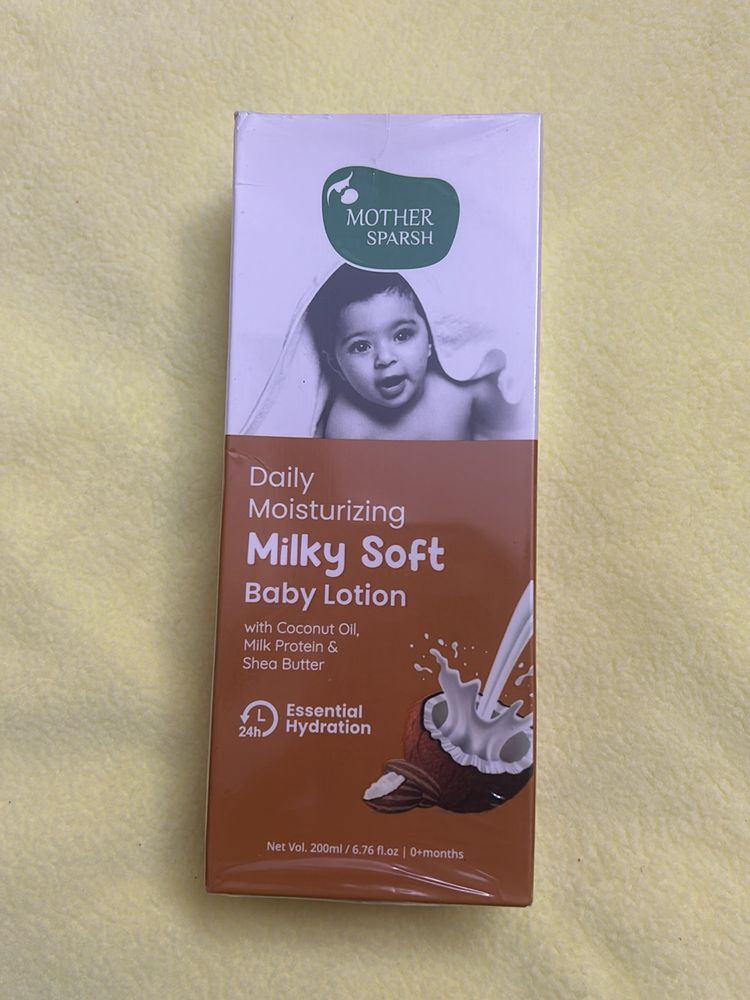 MOTHER
SPARSH
Daily
Moisturizing
Milky Soft
Baby Lotion
with Coconut Oil,
Milk Protein &
Shea Butter
24h
Essential
Hydration
Net Vol. 200ml / 6.76 fl.oz | 0+months